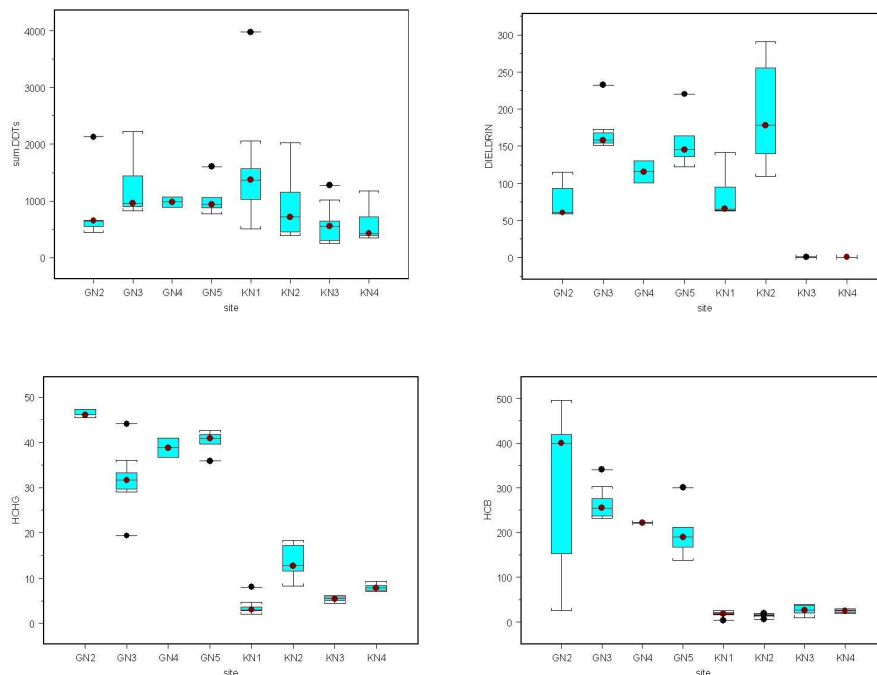 sum.DDTs
4000
3000
2000
1000
0
GN2 GN3 GN4 GN5 KN1 KN2 KN3 KN4
site
DIELDRIN
300
250
200
150
100
50
0
GN2 GN3 GN4 GN5 KN1 KN2 KN3 KN4
site
HCHG
50
40
30
20
10
0
GN2 GN3 GN4 GN5 KN1 KN2 KN3 KN4
site
HCB
500
400
300
200
100
0
GN2 GN3 GN4 GN5 KN1 KN2 KN3 KN4
site